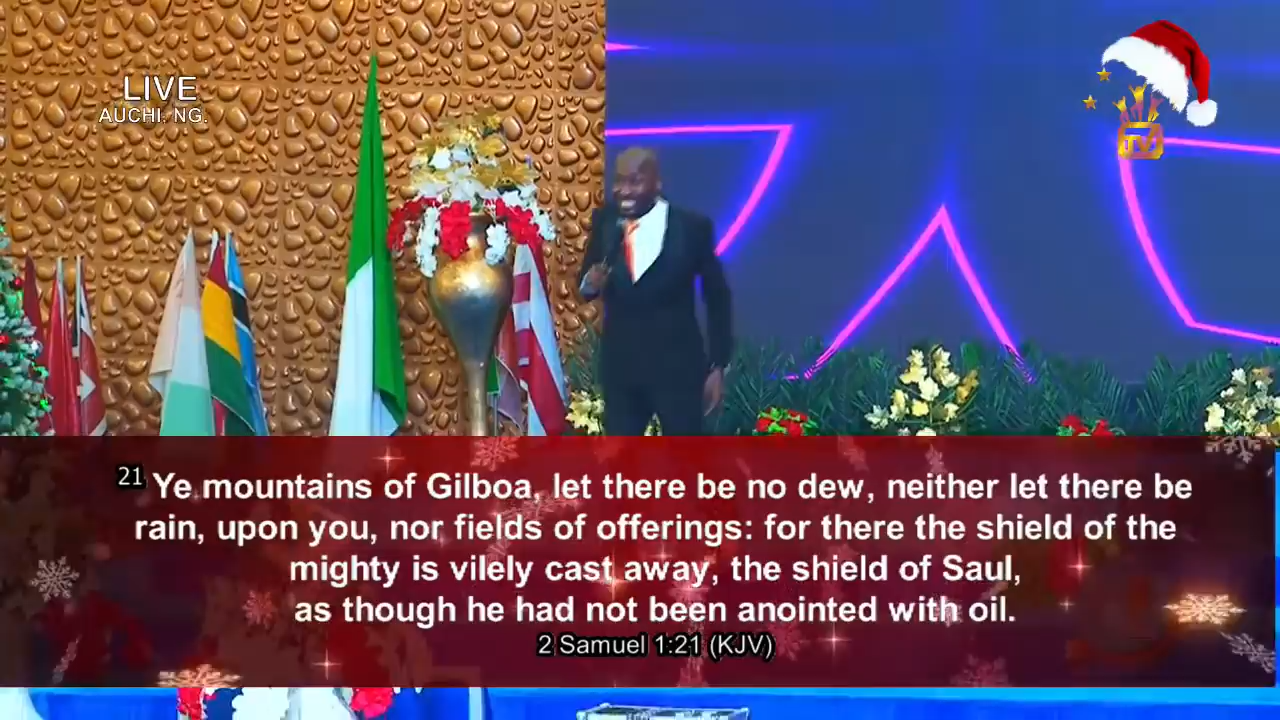 LIVE
AUCHI. NG.
TV
21 Ye mountains of Gilboa, let there be no dew, neither let there be
rain, upon you, nor fields of offerings: for there the shield of the
mighty is vilely cast away, the shield of Saul,
as though he had not been anointed with oil.
2 Samuel 1:21 (KJV)